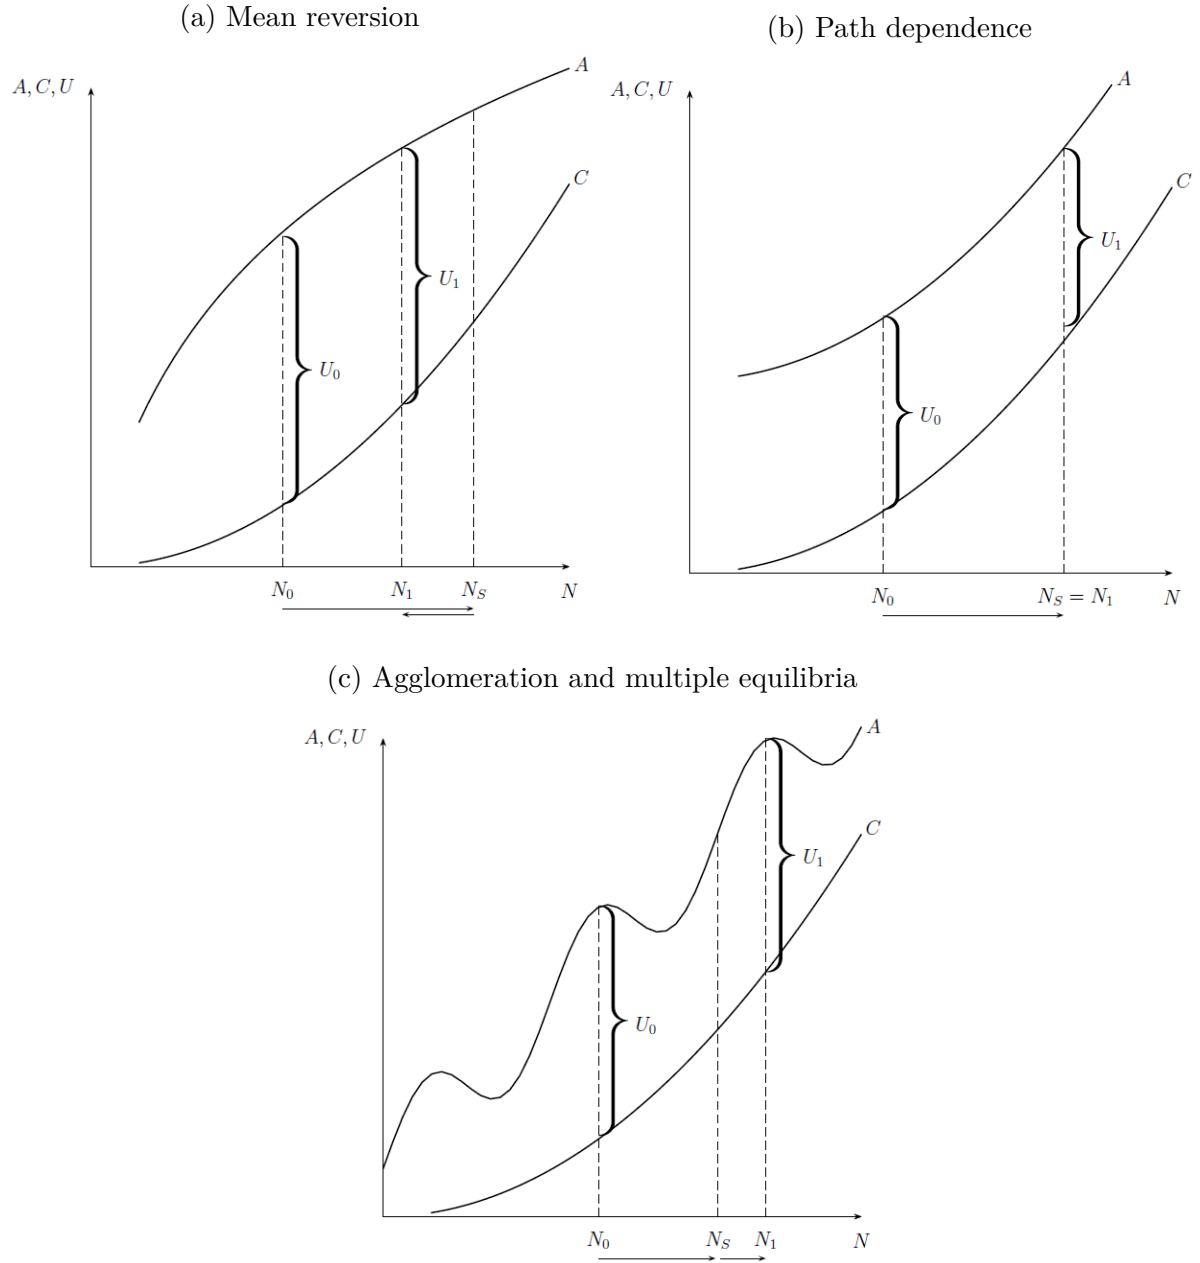 (a) Mean reversion
A, C, U
A
C
U₁
U₀
N₀
N₁
N_S
N
(b) Path dependence
A, C, U
A
C
U₁
U₀
N₀
N_S = N₁
N
(c) Agglomeration and multiple equilibria
A, C, U
A
C
U₁
U₀
N₀
N_S
N₁
N